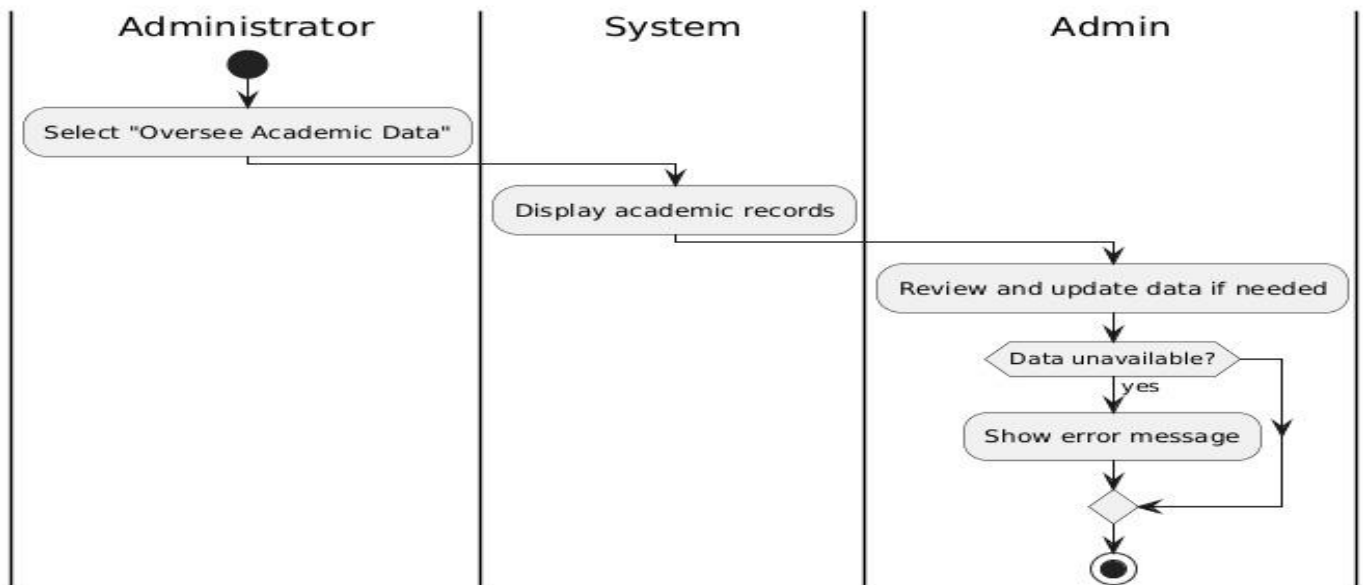 Administrator
System
Admin
Select "Oversee Academic Data"
Display academic records
Review and update data if needed
Data unavailable?
yes
Show error message